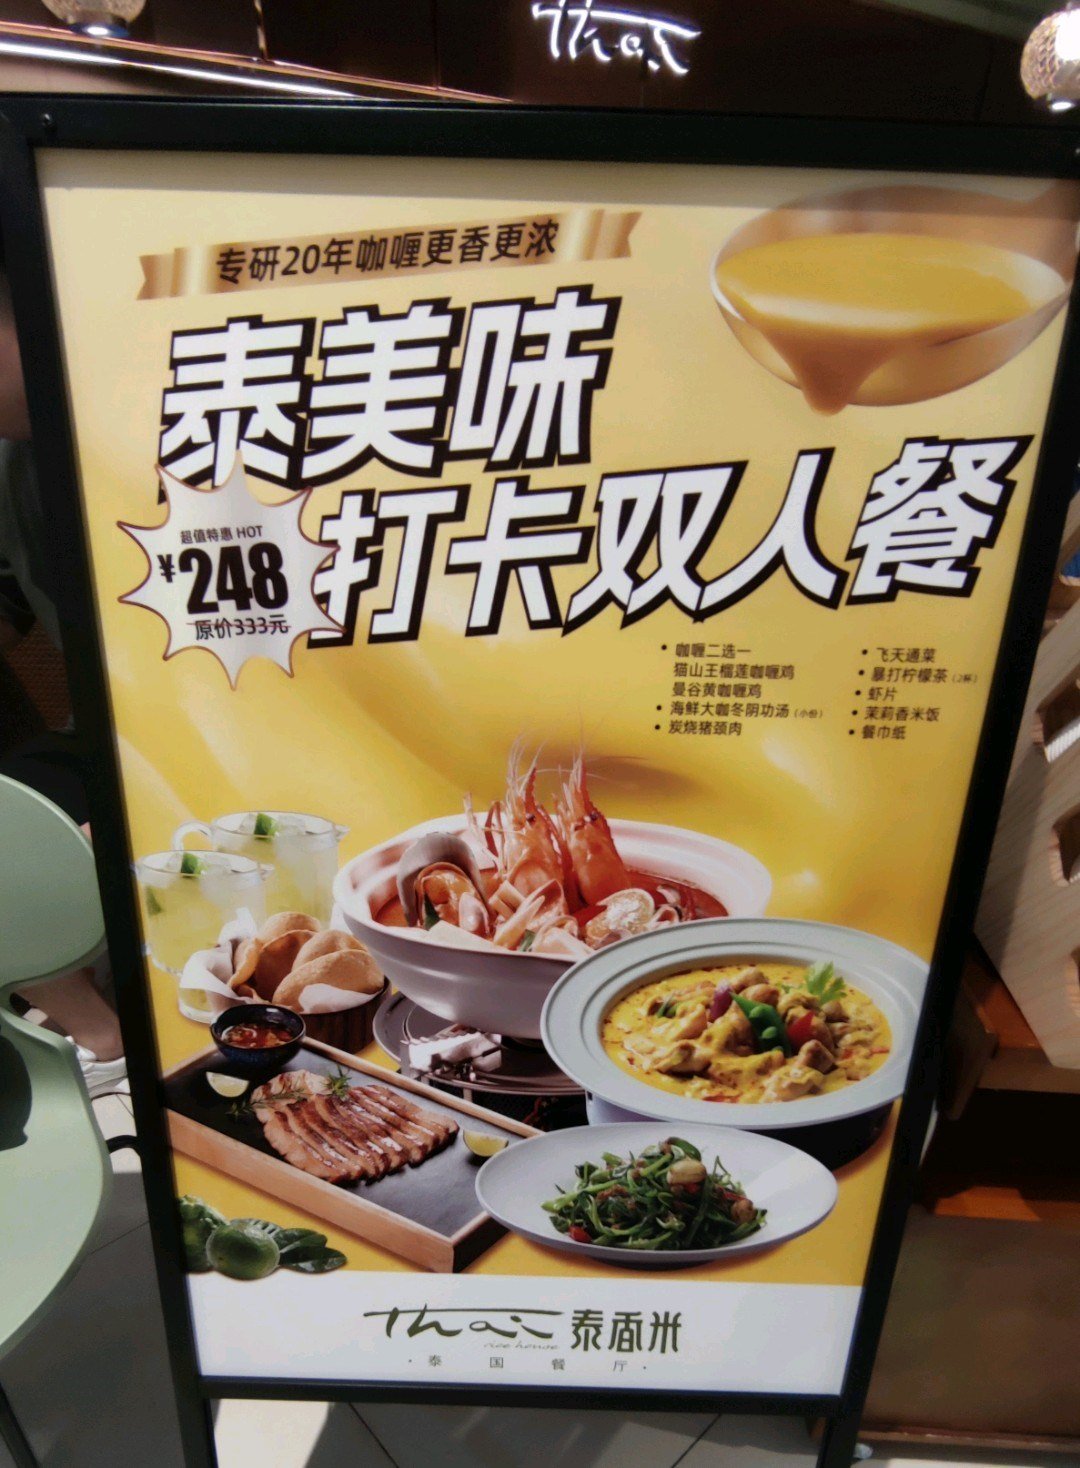 Thai
专研20年咖喱更香更浓
泰美味
打卡双人餐
超值特惠 HOT
¥248
原价333元
• 咖喱二选一
猫山王榴莲咖喱鸡
曼谷黄咖喱鸡
• 海鲜大咖冬阴功汤（小份）
• 炭烧猪颈肉
• 飞天通菜
• 暴打柠檬茶（2杯）
• 虾片
• 茉莉香米饭
• 餐巾纸
Thai 泰香米
rice house
· 泰国餐厅 ·